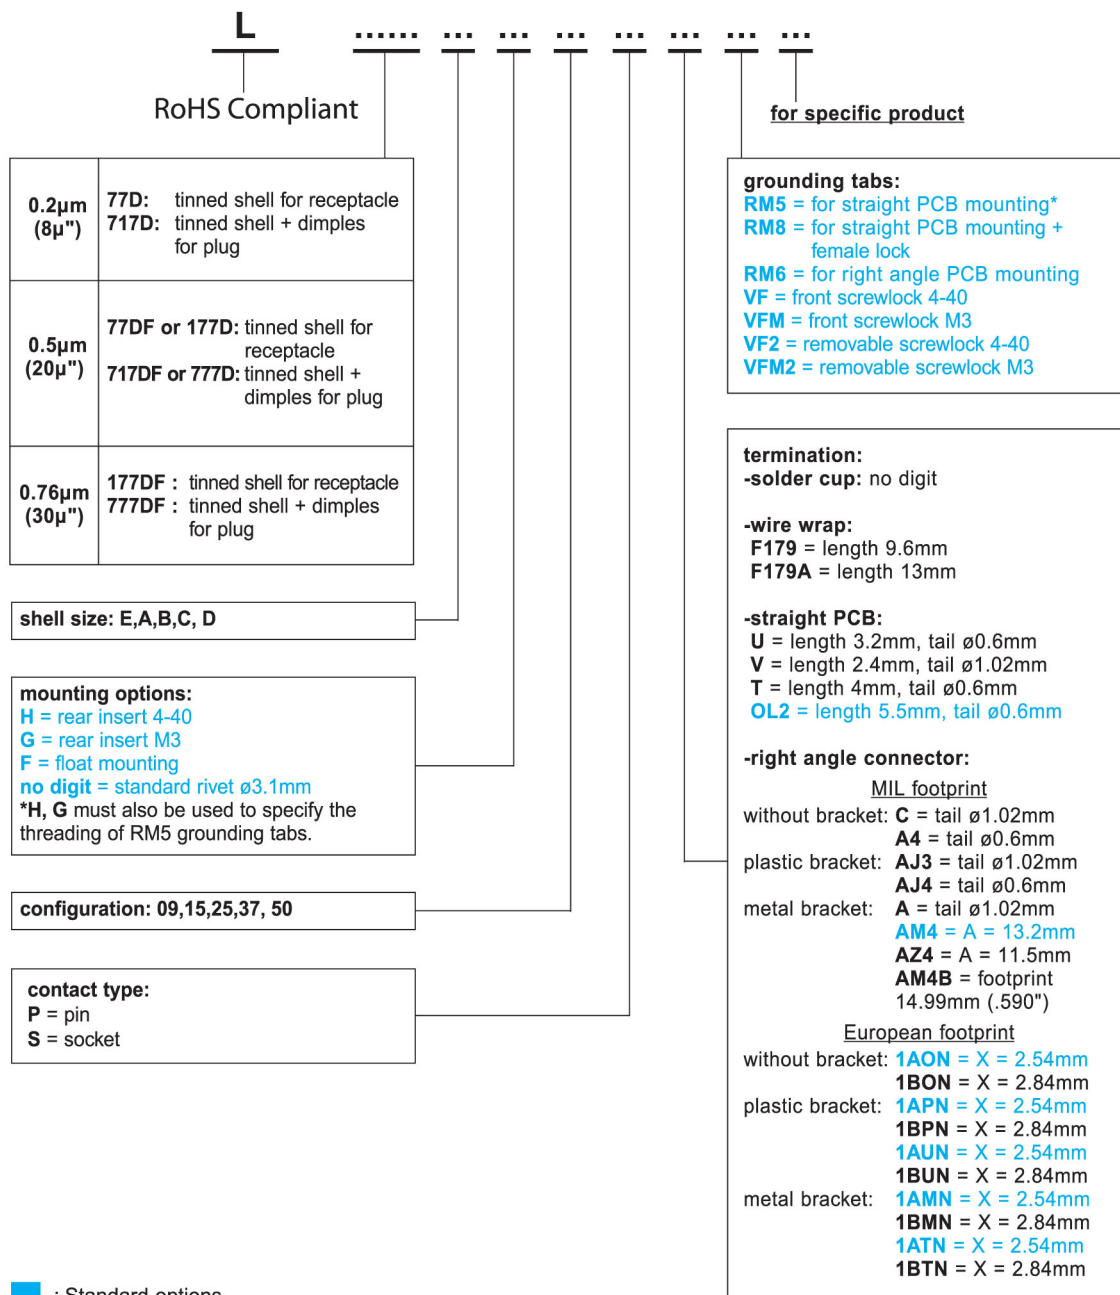 L ...... ... ... ... ... ... ... ...
RoHS Compliant
for specific product
0.2µm
(8µ")
77D: tinned shell for receptacle
717D: tinned shell + dimples
for plug
0.5µm
(20µ")
77DF or 177D: tinned shell for
receptacle
717DF or 777D: tinned shell +
dimples for plug
0.76µm
(30µ")
177DF : tinned shell for receptacle
777DF : tinned shell + dimples
for plug
shell size: E,A,B,C, D
mounting options:
H = rear insert 4-40
G = rear insert M3
F = float mounting
no digit = standard rivet ø3.1mm
*H, G must also be used to specify the
threading of RM5 grounding tabs.
configuration: 09,15,25,37, 50
contact type:
P = pin
S = socket
grounding tabs:
RM5 = for straight PCB mounting*
RM8 = for straight PCB mounting +
female lock
RM6 = for right angle PCB mounting
VF = front screwlock 4-40
VFM = front screwlock M3
VF2 = removable screwlock 4-40
VFM2 = removable screwlock M3
termination:
-solder cup: no digit
-wire wrap:
F179 = length 9.6mm
F179A = length 13mm
-straight PCB:
U = length 3.2mm, tail ø0.6mm
V = length 2.4mm, tail ø1.02mm
T = length 4mm, tail ø0.6mm
OL2 = length 5.5mm, tail ø0.6mm
-right angle connector:
MIL footprint
without bracket: C = tail ø1.02mm
A4 = tail ø0.6mm
plastic bracket: AJ3 = tail ø1.02mm
AJ4 = tail ø0.6mm
metal bracket: A = tail ø1.02mm
AM4 = A = 13.2mm
AZ4 = A = 11.5mm
AM4B = footprint
14.99mm (.590")
European footprint
without bracket: 1AON = X = 2.54mm
1BON = X = 2.84mm
plastic bracket: 1APN = X = 2.54mm
1BPN = X = 2.84mm
1AUN = X = 2.54mm
1BUN = X = 2.84mm
metal bracket: 1AMN = X = 2.54mm
1BMN = X = 2.84mm
1ATN = X = 2.54mm
1BTN = X = 2.84mm
: Standard options